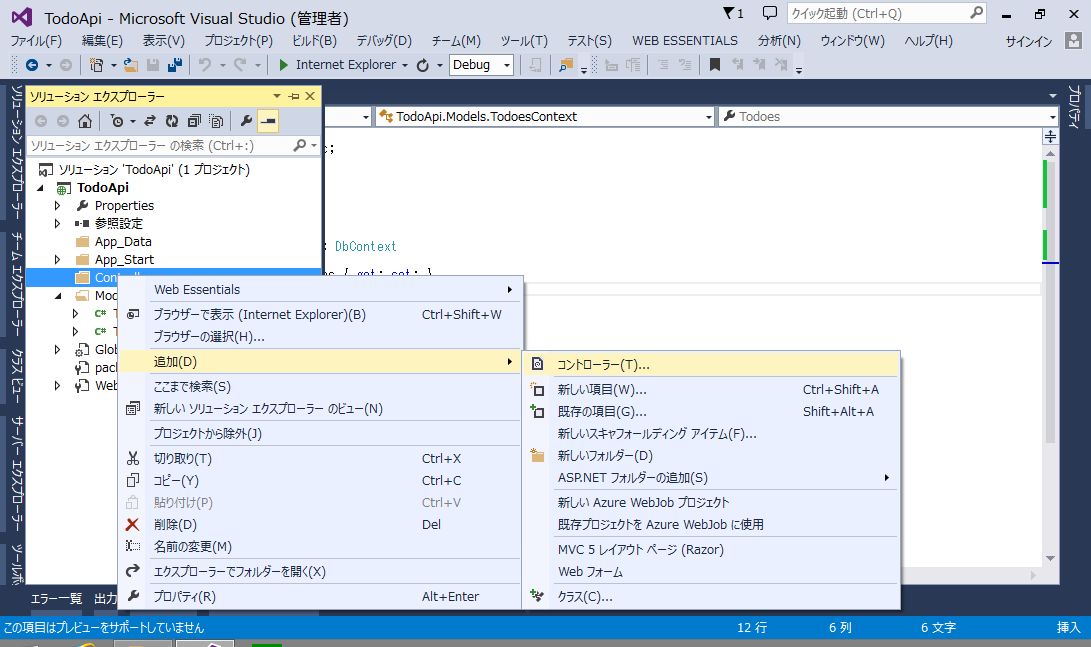 TodoApi - Microsoft Visual Studio (管理者)
1
クイック起動 (Ctrl+Q)
ファイル(F) 編集(E) 表示(V) プロジェクト(P) ビルド(B) デバッグ(D) チーム(M) ツール(T) テスト(S) WEB ESSENTIALS 分析(N) ウィンドウ(W) ヘルプ(H) サインイン
Internet Explorer
Debug
ソリューション エクスプローラー
チーム エクスプローラー
クラス ビュー
サーバー エクスプローラー
ソリューション エクスプローラー
ソリューション エクスプローラー の検索 (Ctrl+:)
ソリューション 'TodoApi' (1 プロジェクト)
TodoApi
Properties
参照設定
App_Data
App_Start
TodoApi.Models.TodoesContext
Todoes
プロパティ
: DbContext
{ get; set; }
Web Essentials
ブラウザーで表示 (Internet Explorer)(B) Ctrl+Shift+W
ブラウザーの選択(H)...
追加(D)
ここまで検索(S)
新しい ソリューション エクスプローラー のビュー(N)
プロジェクトから除外(J)
切り取り(T) Ctrl+X
コピー(Y) Ctrl+C
貼り付け(P) Ctrl+V
削除(D) Del
名前の変更(M)
エクスプローラーでフォルダーを開く(X)
プロパティ(R) Alt+Enter
コントローラー(T)...
新しい項目(W)... Ctrl+Shift+A
既存の項目(G)... Shift+Alt+A
新しいスキャフォールディング アイテム(F)...
新しいフォルダー(D)
ASP.NET フォルダーの追加(S)
新しい Azure WebJob プロジェクト
既存プロジェクトを Azure WebJob に使用
MVC 5 レイアウト ページ (Razor)
Web フォーム
クラス(C)...
エラー一覧 出力
この項目はプレビューをサポートしていません 12 行 6 列 6 文字 挿入